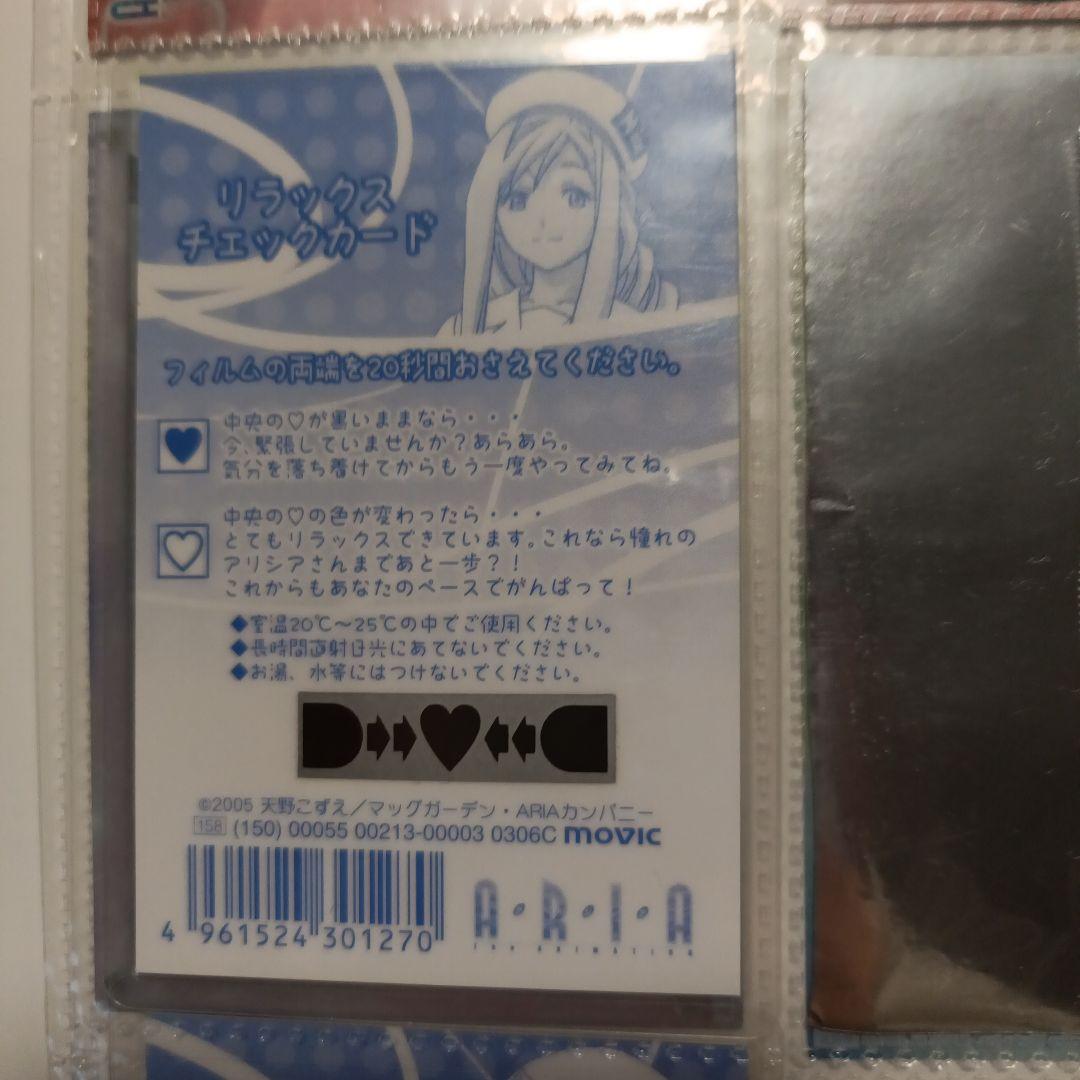 リラックス
チェックカード
フィルムの両端を20秒間おさえてください。
中央の♡が黒いままなら・・・
今、緊張していませんか？あらあら。
気分を落ち着けてからもう一度やってみてね。
中央の♡の色が変わったら・・・
とてもリラックスできています。これなら憧れの
アリシアさんまであと一歩？！
これからもあなたのペースでがんばって！
◆室温20℃～25℃の中でご使用ください。
◆長時間直射日光にあてないでください。
◆お湯、水等にはつけないでください。
©2005 天野こずえ／マッグガーデン・ARIAカンパニー
158 (150) 00055 00213-00003 0306C movic
4 961524 301270
A・R・I・A
THE ANIMATION